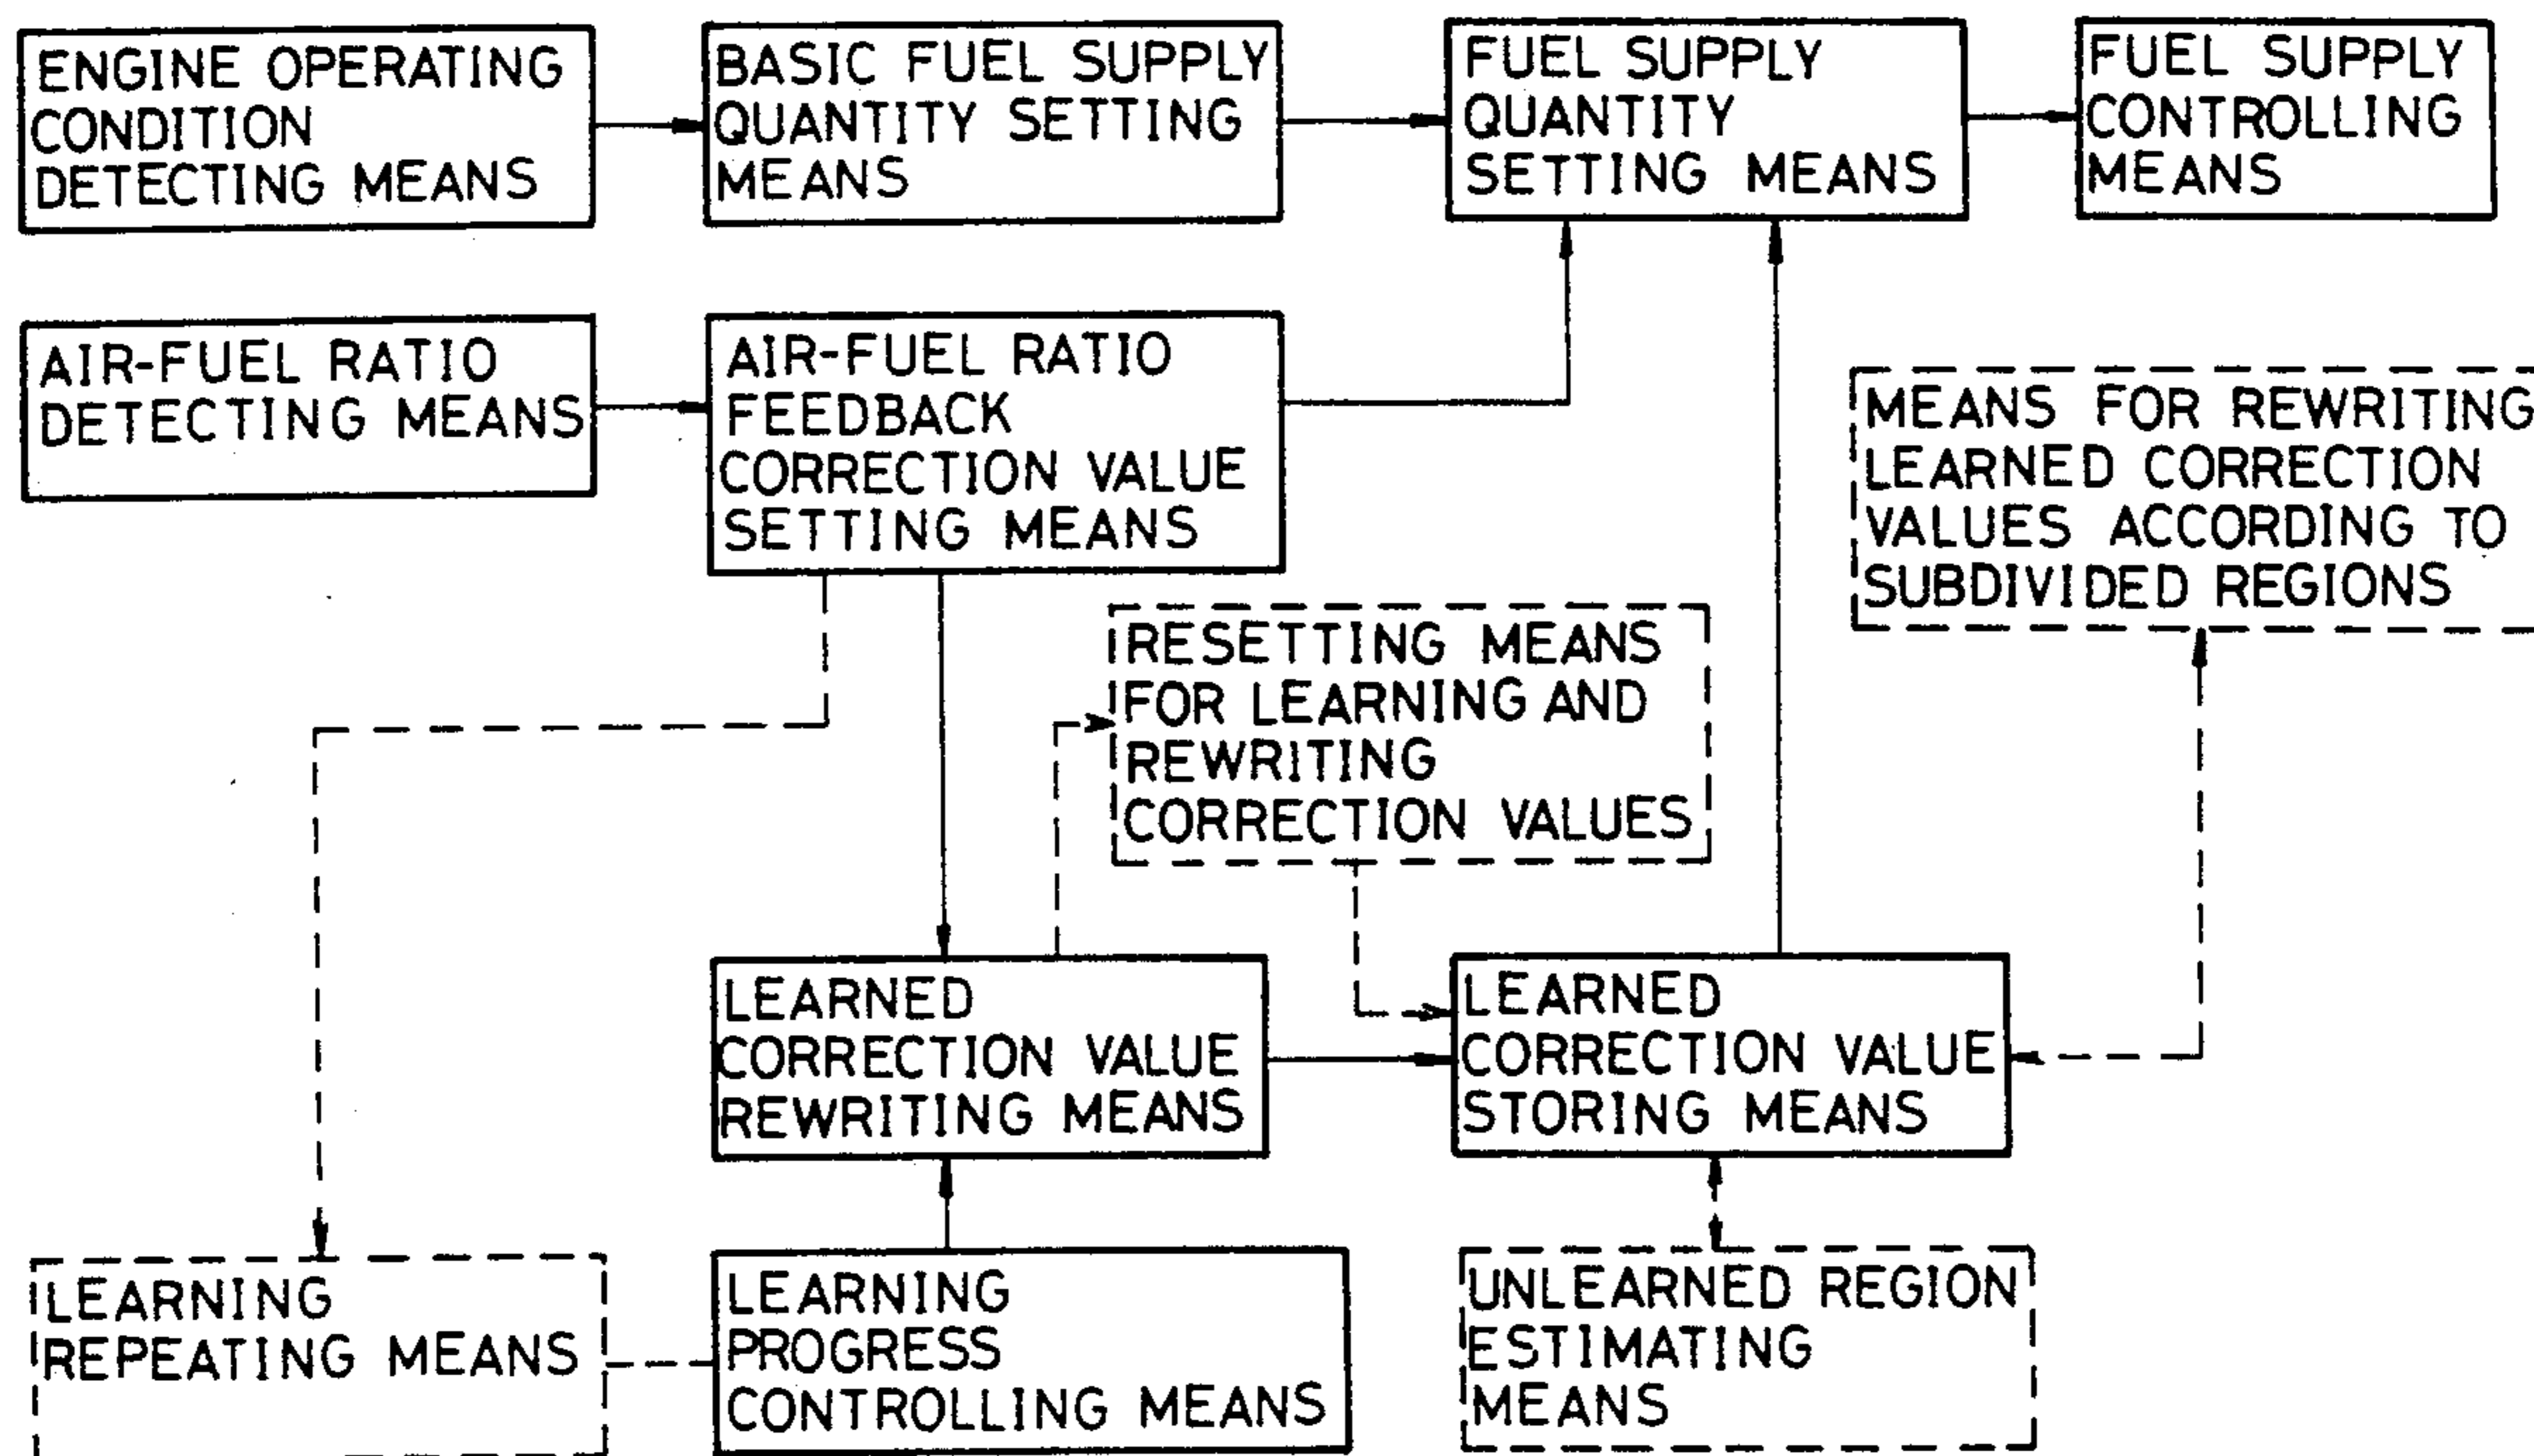 ENGINE OPERATING
CONDITION
DETECTING MEANS
BASIC FUEL SUPPLY
QUANTITY SETTING
MEANS
FUEL SUPPLY
QUANTITY
SETTING MEANS
FUEL SUPPLY
CONTROLLING
MEANS
AIR-FUEL RATIO
DETECTING MEANS
AIR-FUEL RATIO
FEEDBACK
CORRECTION VALUE
SETTING MEANS
MEANS FOR REWRITING
LEARNED CORRECTION
VALUES ACCORDING TO
SUBDIVIDED REGIONS
RESETTING MEANS
FOR LEARNING AND
REWRITING
CORRECTION VALUES
LEARNED
CORRECTION VALUE
REWRITING MEANS
LEARNED
CORRECTION VALUE
STORING MEANS
LEARNING
REPEATING MEANS
LEARNING
PROGRESS
CONTROLLING MEANS
UNLEARNED REGION
ESTIMATING
MEANS